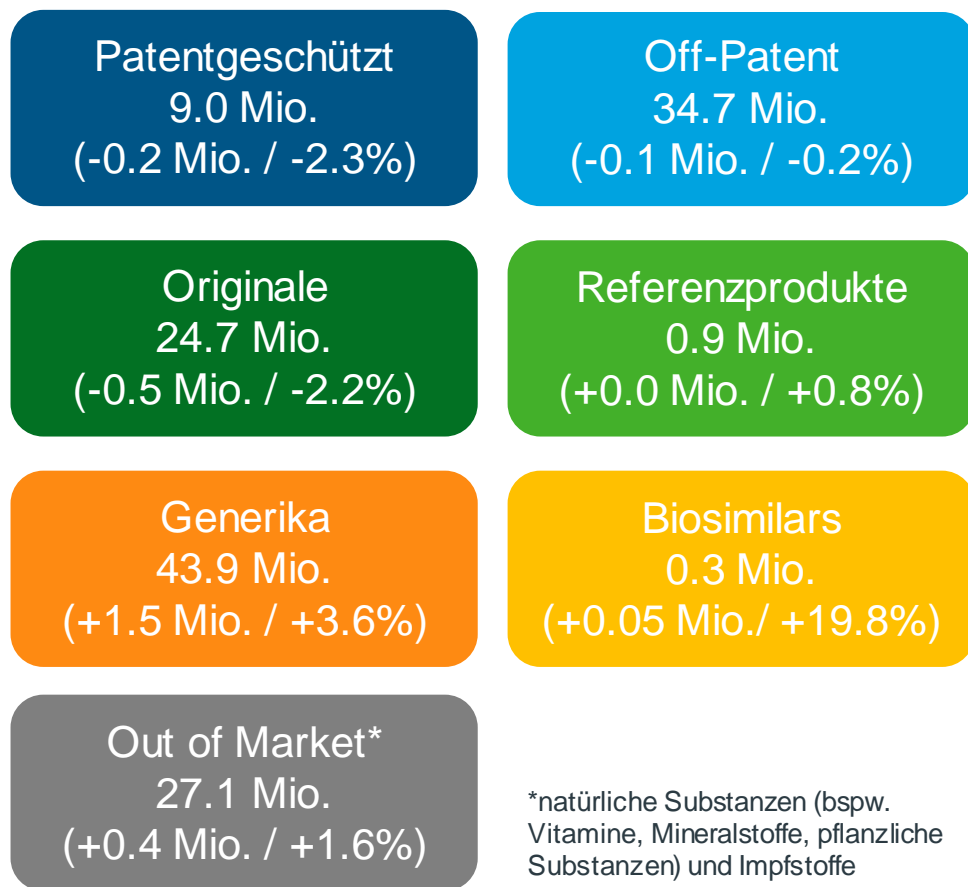 Patentgeschützt
9.0 Mio.
(-0.2 Mio. / -2.3%)
Off-Patent
34.7 Mio.
(-0.1 Mio. / -0.2%)
Originale
24.7 Mio.
(-0.5 Mio. / -2.2%)
Referenzprodukte
0.9 Mio.
(+0.0 Mio. / +0.8%)
Generika
43.9 Mio.
(+1.5 Mio. / +3.6%)
Biosimilars
0.3 Mio.
(+0.05 Mio./ +19.8%)
Out of Market*
27.1 Mio.
(+0.4 Mio. / +1.6%)
*natürliche Substanzen (bspw.
Vitamine, Mineralstoffe, pflanzliche
Substanzen) und Impfstoffe